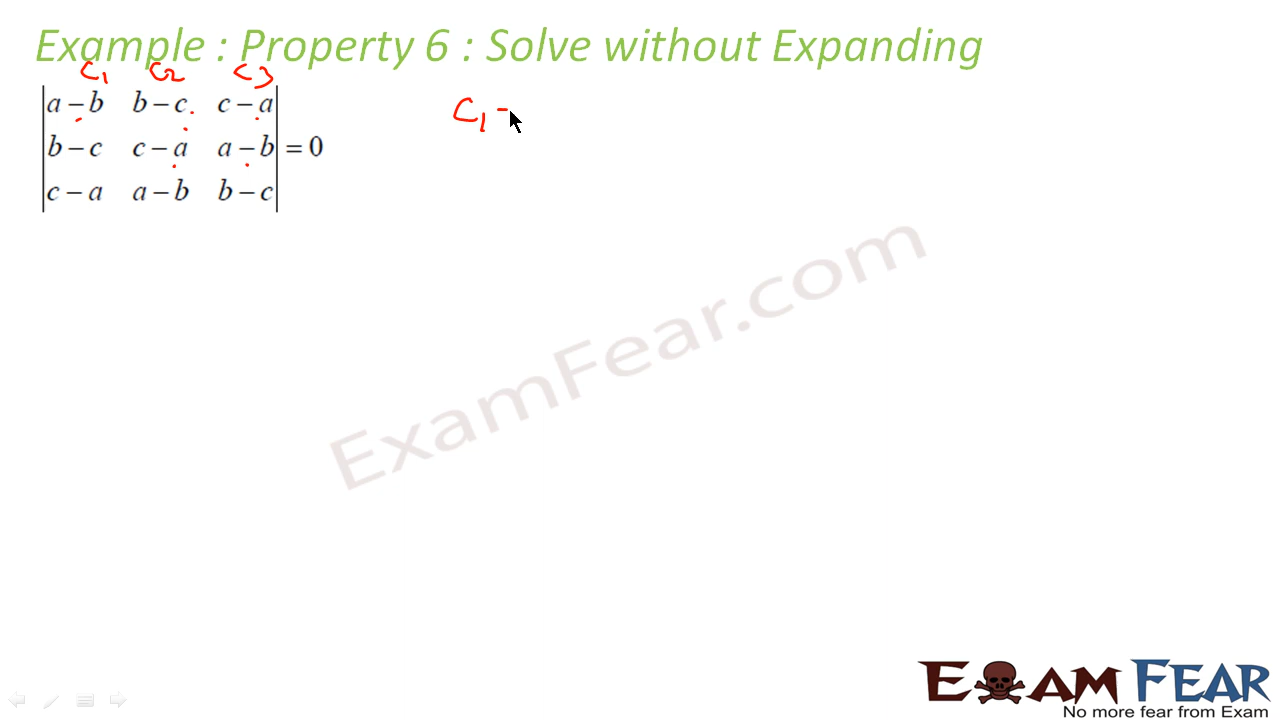 Example : Property 6 : Solve without Expanding
C1 C2 C3
a − b b − c c − a
b − c c − a a − b = 0
c − a a − b b − c
C1 -
ExamFear.com
EXAM FEAR
No more fear from Exam